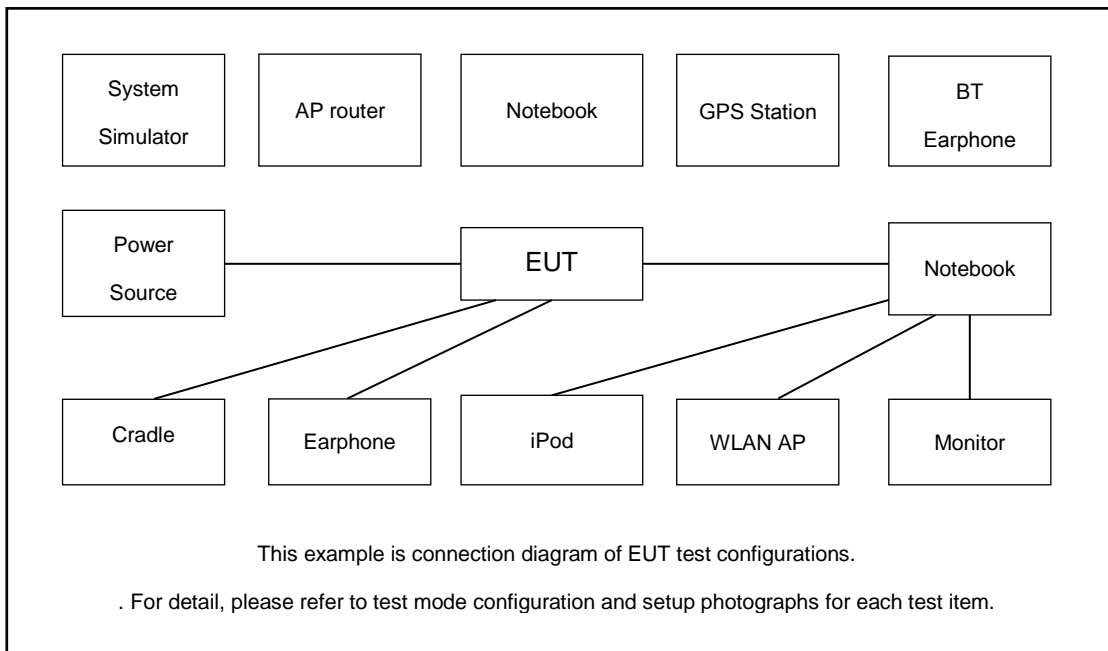 System
Simulator
AP router
Notebook
GPS Station
BT
Earphone
Power
Source
EUT
Notebook
Cradle
Earphone
iPod
WLAN AP
Monitor
This example is connection diagram of EUT test configurations.
. For detail, please refer to test mode configuration and setup photographs for each test item.